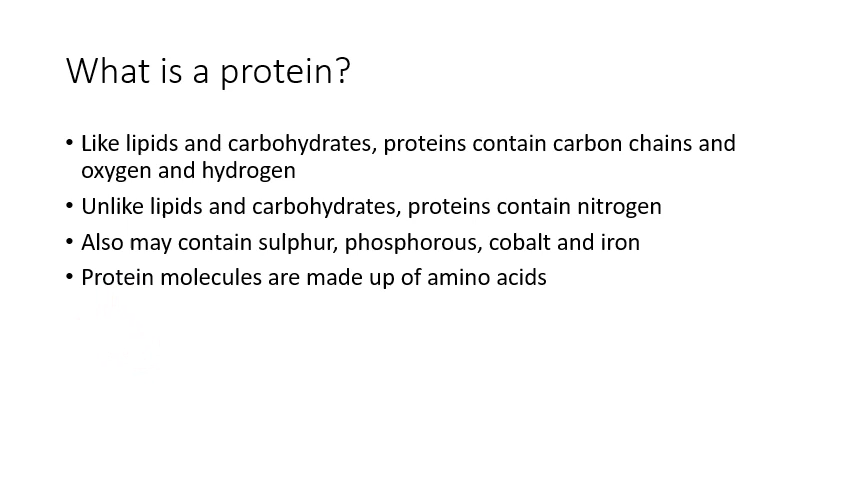 What is a protein?
• Like lipids and carbohydrates, proteins contain carbon chains and
oxygen and hydrogen
• Unlike lipids and carbohydrates, proteins contain nitrogen
• Also may contain sulphur, phosphorous, cobalt and iron
• Protein molecules are made up of amino acids